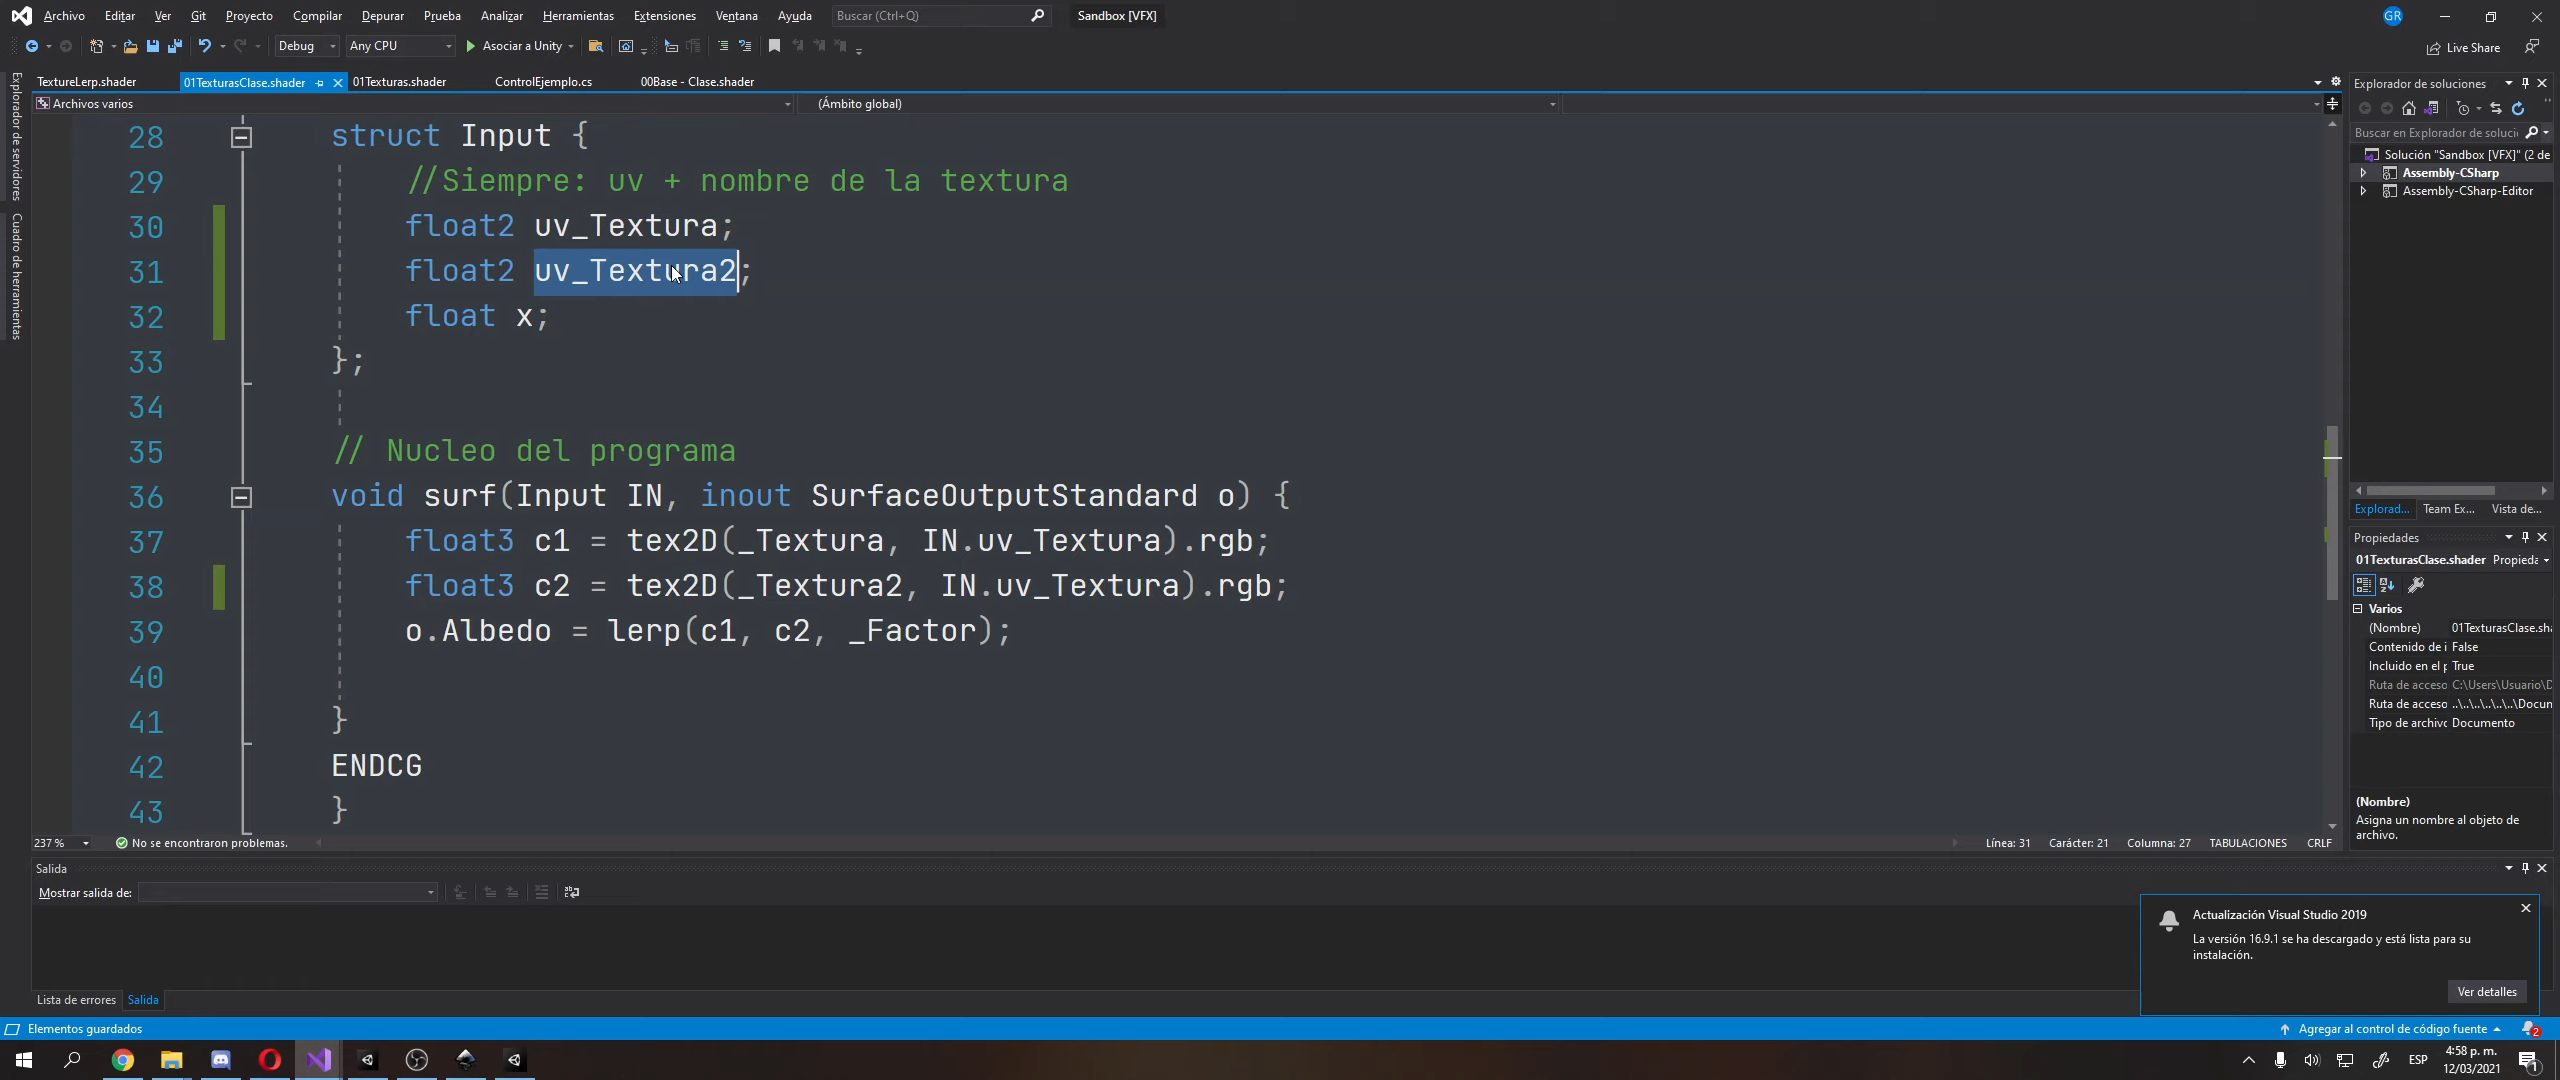 Archivo Editar Ver Git Proyecto Compilar Depurar Prueba Analizar Herramientas Extensiones Ventana Ayuda Buscar (Ctrl+Q) Sandbox [VFX] GR
Debug Any CPU Asociar a Unity Live Share
TextureLerp.shader 01TexturasClase.shader 01Texturas.shader ControlEjemplo.cs 00Base - Clase.shader
Archivos varios (Ámbito global)
Explorador de servidores
Cuadro de herramientas
28 struct Input {
29 //Siempre: uv + nombre de la textura
30 float2 uv_Textura;
31 float2 uv_Textura2;
32 float x;
33 };
34
35 // Nucleo del programa
36 void surf(Input IN, inout SurfaceOutputStandard o) {
37 float3 c1 = tex2D(_Textura, IN.uv_Textura).rgb;
38 float3 c2 = tex2D(_Textura2, IN.uv_Textura).rgb;
39 o.Albedo = lerp(c1, c2, _Factor);
40
41 }
42 ENDCG
43 }
237 % No se encontraron problemas. Línea: 31 Carácter: 21 Columna: 27 TABULACIONES CRLF
Explorador de soluciones
Buscar en Explorador de soluci
Solución "Sandbox [VFX]" (2 de
Assembly-CSharp
Assembly-CSharp-Editor
Explorad... Team Ex... Vista de...
Propiedades
01TexturasClase.shader Propieda
Varios
(Nombre) 01TexturasClase.sh
Contenido de i False
Incluido en el p True
Ruta de acceso C:\Users\Usuario\D
Ruta de acceso ..\..\..\..\..\Docun
Tipo de archivo Documento
(Nombre)
Asigna un nombre al objeto de
archivo.
Salida
Mostrar salida de:
Actualización Visual Studio 2019
La versión 16.9.1 se ha descargado y está lista para su
instalación.
Ver detalles
Lista de errores Salida
Elementos guardados Agregar al control de código fuente 2
ESP 4:58 p. m.
12/03/2021 1